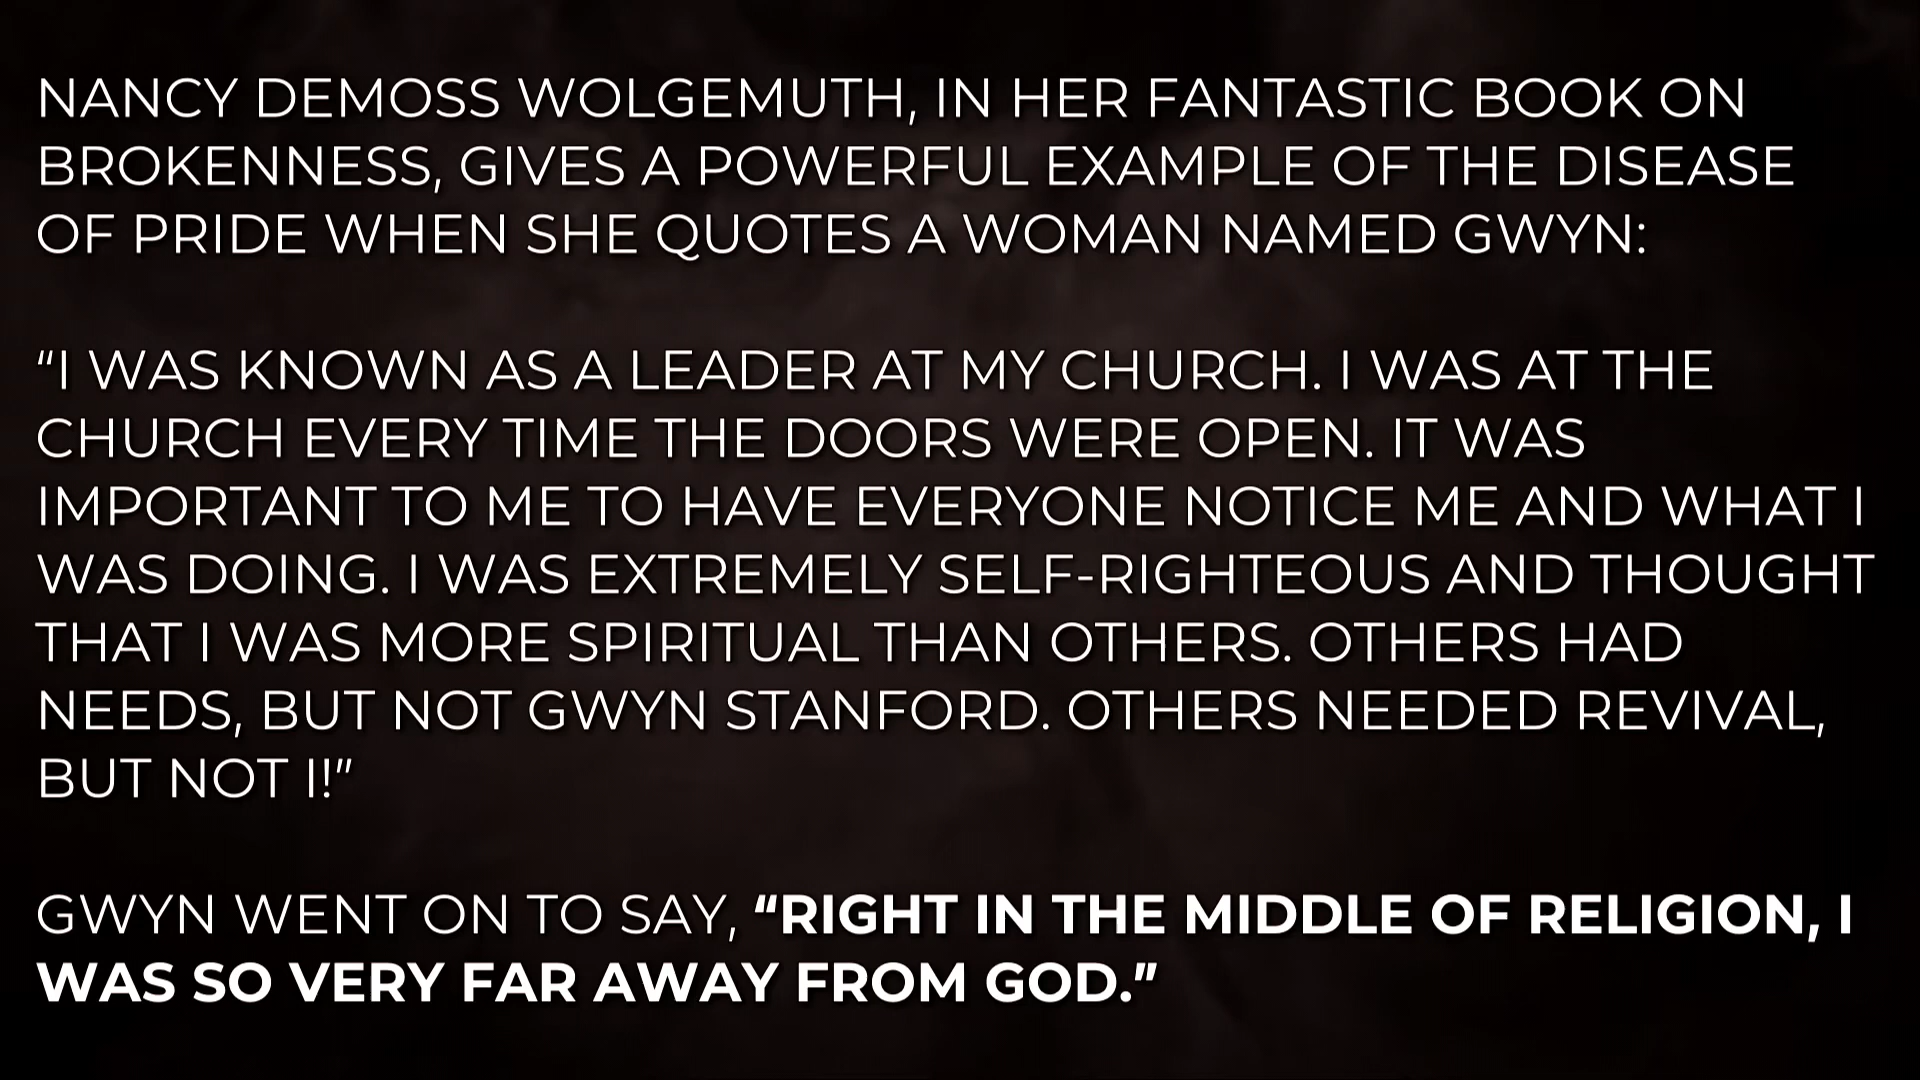 NANCY DEMOSS WOLGEMUTH, IN HER FANTASTIC BOOK ON
BROKENNESS, GIVES A POWERFUL EXAMPLE OF THE DISEASE
OF PRIDE WHEN SHE QUOTES A WOMAN NAMED GWYN:
“I WAS KNOWN AS A LEADER AT MY CHURCH. I WAS AT THE
CHURCH EVERY TIME THE DOORS WERE OPEN. IT WAS
IMPORTANT TO ME TO HAVE EVERYONE NOTICE ME AND WHAT I
WAS DOING. I WAS EXTREMELY SELF-RIGHTEOUS AND THOUGHT
THAT I WAS MORE SPIRITUAL THAN OTHERS. OTHERS HAD
NEEDS, BUT NOT GWYN STANFORD. OTHERS NEEDED REVIVAL,
BUT NOT I!”
GWYN WENT ON TO SAY, “RIGHT IN THE MIDDLE OF RELIGION, I
WAS SO VERY FAR AWAY FROM GOD.”